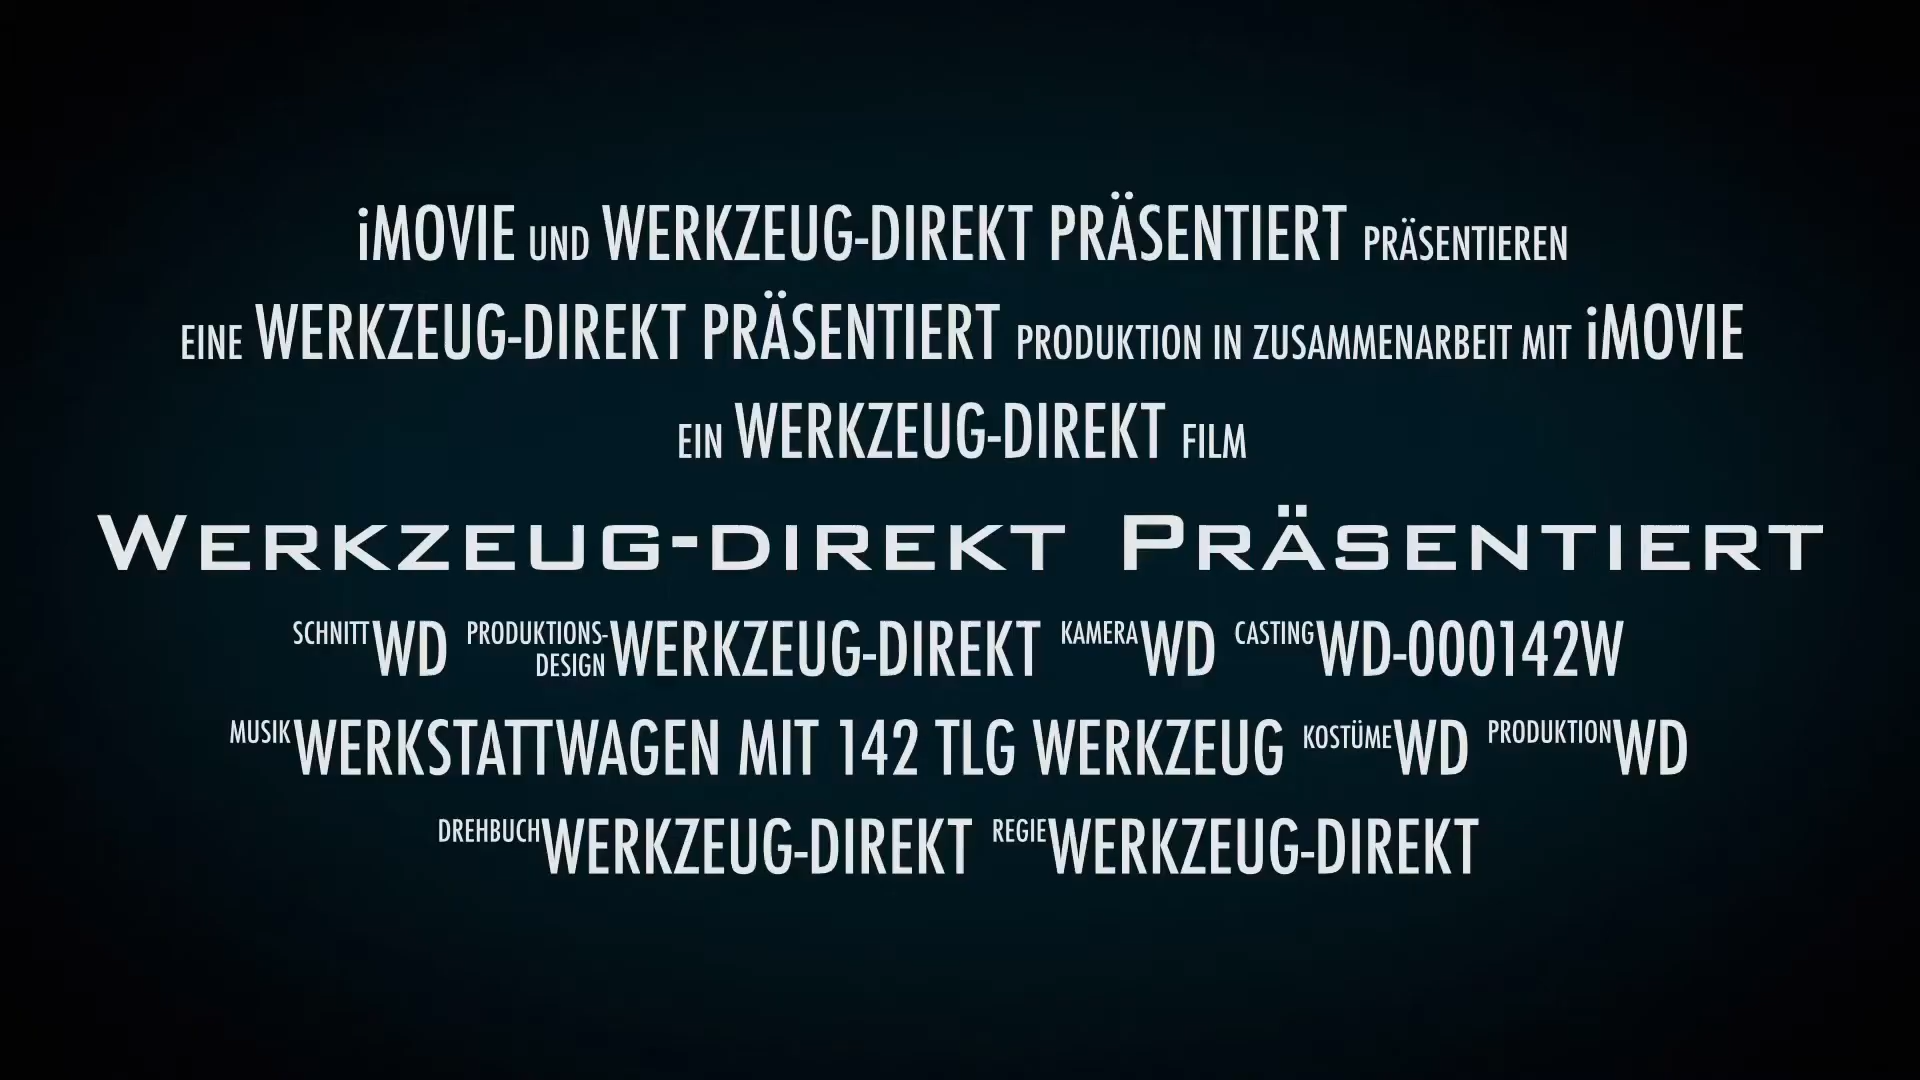 iMOVIE UND WERKZEUG-DIREKT PRÄSENTIERT PRÄSENTIEREN
EINE WERKZEUG-DIREKT PRÄSENTIERT PRODUKTION IN ZUSAMMENARBEIT MIT iMOVIE
EIN WERKZEUG-DIREKT FILM
WERKZEUG-DIREKT PRÄSENTIERT
SCHNITT WD PRODUKTIONS-DESIGN WERKZEUG-DIREKT KAMERA WD CASTING WD-000142W
MUSIK WERKSTATTWAGEN MIT 142 TLG WERKZEUG KOSTÜME WD PRODUKTION WD
DREHBUCH WERKZEUG-DIREKT REGIE WERKZEUG-DIREKT